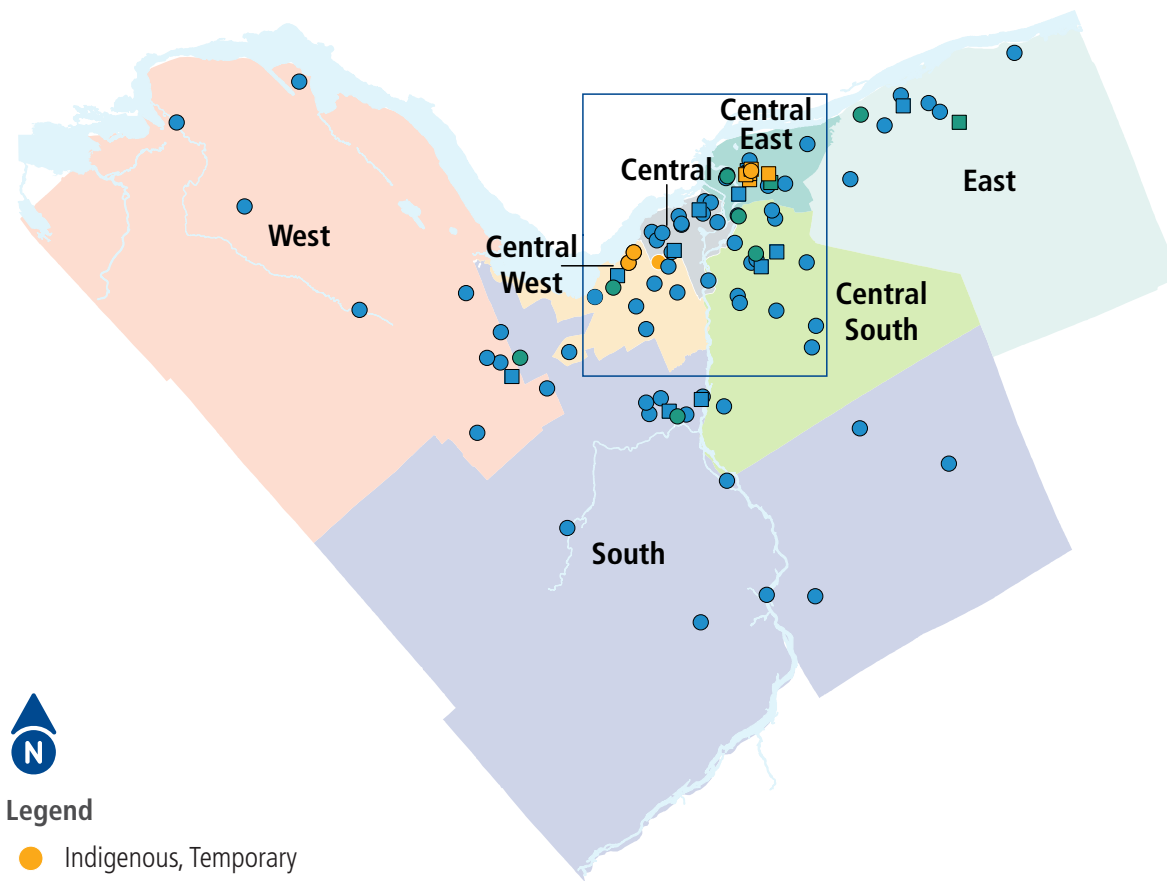 Central
East
Central
East
West
Central
West
Central
South
South
N
Legend
Indigenous, Temporary